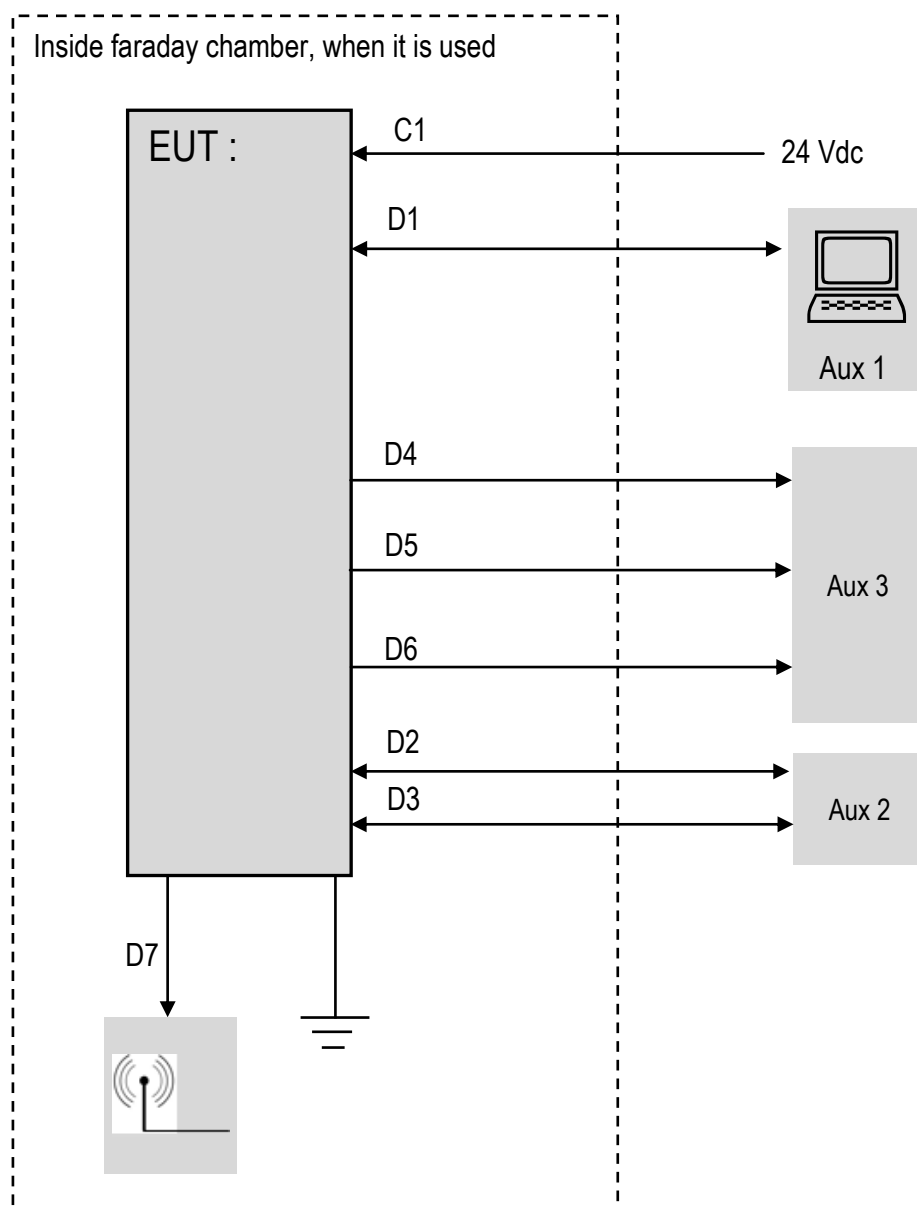 Inside faraday chamber, when it is used
EUT :
C1
24 Vdc
D1
Aux 1
D4
D5
Aux 3
D6
D2
D3
Aux 2
D7